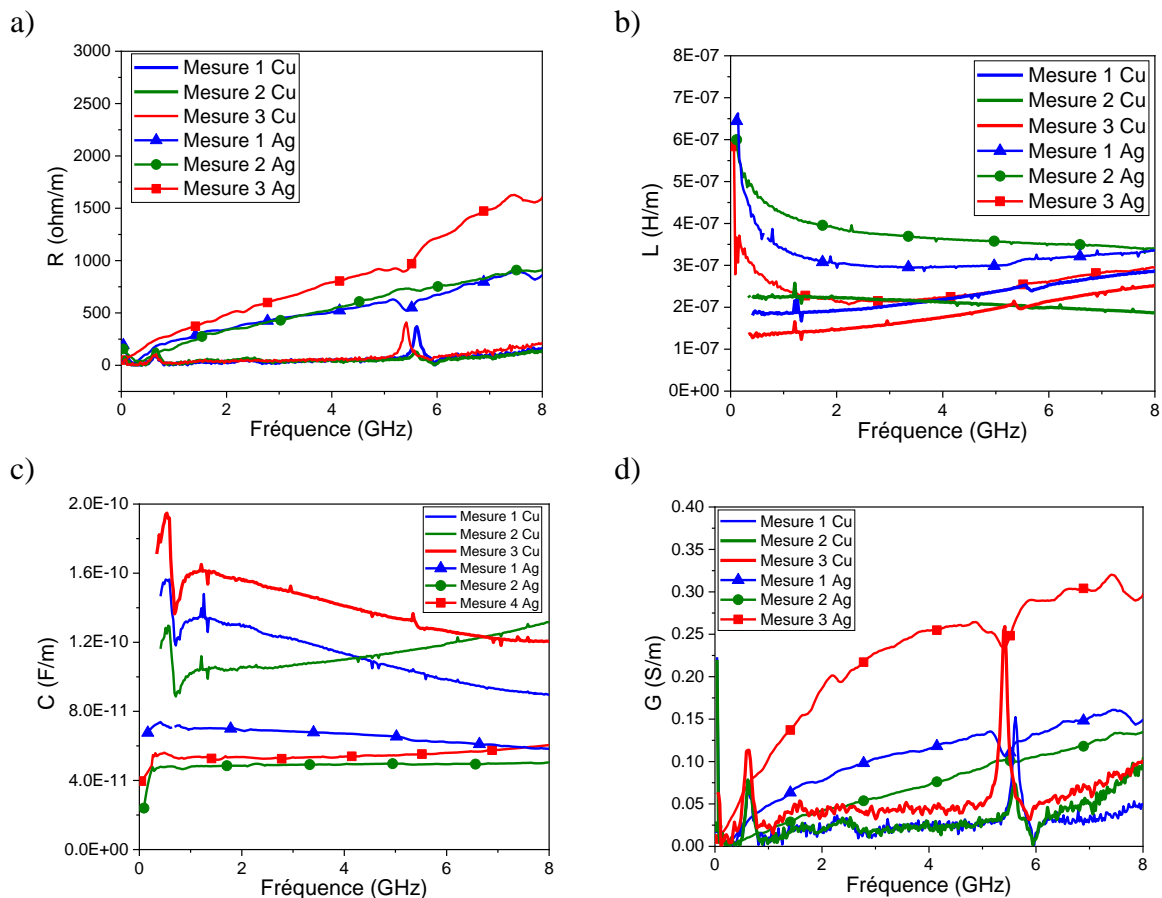 a)
3000
2500
2000
1500
1000
500
0
R (ohm/m)
Mesure 1 Cu
Mesure 2 Cu
Mesure 3 Cu
Mesure 1 Ag
Mesure 2 Ag
Mesure 3 Ag
0 2 4 6 8
Fréquence (GHz)
b)
8E-07
7E-07
6E-07
5E-07
4E-07
3E-07
2E-07
1E-07
0E+00
L (H/m)
Mesure 1 Cu
Mesure 2 Cu
Mesure 3 Cu
Mesure 1 Ag
Mesure 2 Ag
Mesure 3 Ag
0 2 4 6 8
Fréquence (GHz)
c)
2.0E-10
1.6E-10
1.2E-10
8.0E-11
4.0E-11
0.0E+00
C (F/m)
Mesure 1 Cu
Mesure 2 Cu
Mesure 3 Cu
Mesure 1 Ag
Mesure 2 Ag
Mesure 4 Ag
0 2 4 6 8
Fréquence (GHz)
d)
0.40
0.35
0.30
0.25
0.20
0.15
0.10
0.05
0.00
G (S/m)
Mesure 1 Cu
Mesure 2 Cu
Mesure 3 Cu
Mesure 1 Ag
Mesure 2 Ag
Mesure 3 Ag
0 2 4 6 8
Fréquence (GHz)